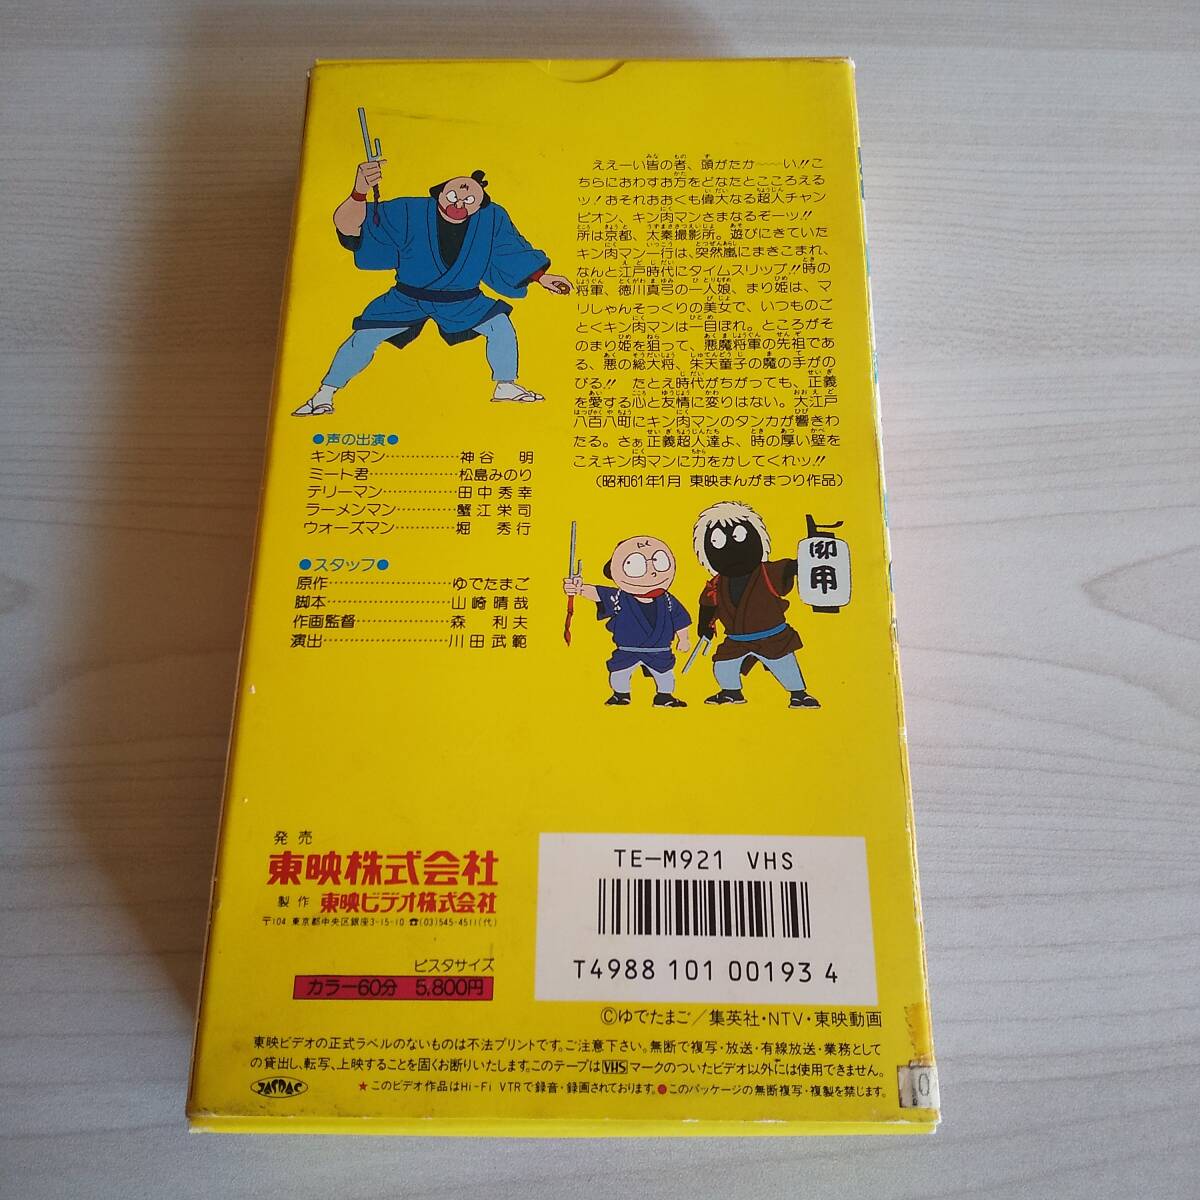 ええーい皆の者、頭がたか〜〜い!!こ
ちらにおわすお方をどなたとこころえる
ッ!おそれおおくも偉大なる超人チャン
ピオン、キン肉マンさまなるぞーッ!!
所は京都、太秦撮影所。遊びにきていた
キン肉マン一行は、突然嵐にまきこまれ、
なんと江戸時代にタイムスリップ!!時の
将軍、徳川真弓の一人娘、まり姫は、マ
リしゃんそっくりの美女で、いつものご
とくキン肉マンは一目ぼれ。ところがそ
のまり姫を狙って、悪魔将軍の先祖であ
る、悪の総大将、朱天童子の魔の手がの
びる!! たとえ時代がちがっても、正義
を愛する心と友情に変りはない。大江戸
八百八町にキン肉マンのタンカが響きわ
たる。さぁ正義超人達よ、時の厚い壁を
こえキン肉マンに力をかしてくれッ!!
(昭和61年1月 東映まんがまつり作品)
●声の出演●
キン肉マン……………神谷 明
ミート君………………松島みのり
テリーマン……………田中秀幸
ラーメンマン…………蟹江栄司
ウォーズマン…………堀 秀行
●スタッフ●
原作……………………ゆでたまご
脚本……………………山崎晴哉
作画監督………………森 利夫
演出……………………川田武範
御用
発売
東映株式会社
製作 東映ビデオ株式会社
〒104 東京都中央区銀座3-15-10 ☎(03)545-4511(代)
ビスタサイズ
カラー60分 5,800円
TE-M921 VHS
T4988 101 00193 4
©ゆでたまご/集英社・NTV・東映動画
東映ビデオの正式ラベルのないものは不法プリントです。ご注意下さい。無断で複写・放送・有線放送・業務として
の貸出し、転写、上映することを固くお断りいたします。このテープはVHSマークのついたビデオ以外には使用できません。
JASRAC
★このビデオ作品はHi-Fi VTRで録音・録画されております。●このパッケージの無断複写・複製を禁じます。